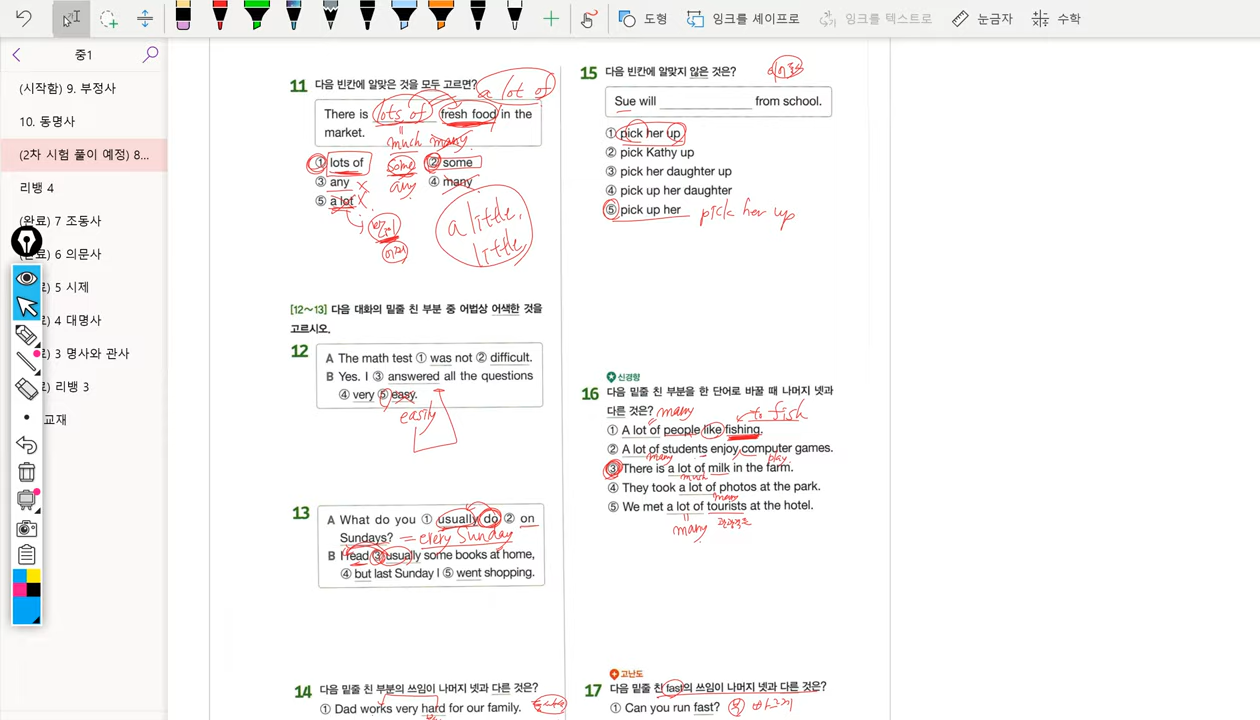 도형
잉크를 셰이프로
잉크를 텍스트로
눈금자
수학
중1
(시작함) 9. 부정사
10. 동명사
(2차 시험 풀이 예정) 8...
리뱅 4
(완료) 7 조동사
6 의문사
5 시제
4 대명사
3 명사와 관사
리뱅 3
교재
11 다음 빈칸에 알맞은 것을 모두 고르면?
a lot of
There is lots of fresh food in the
market.
much many
① lots of some ② some
③ any any ④ many
⑤ a lot
a little,
little
[12~13] 다음 대화의 밑줄 친 부분 중 어법상 어색한 것을
고르시오.
12
A The math test ① was not ② difficult.
B Yes. I ③ answered all the questions
④ very ⑤ easy.
easily
13
A What do you ① usually do ② on
Sundays? = every Sunday
B I read ③ usually some books at home,
④ but last Sunday I ⑤ went shopping.
14 다음 밑줄 친 부분의 쓰임이 나머지 넷과 다른 것은?
① Dad works very hard for our family.
15 다음 빈칸에 알맞지 않은 것은?
Sue will ____________ from school.
① pick her up
② pick Kathy up
③ pick her daughter up
④ pick up her daughter
⑤ pick up her pick her up
신경향
16 다음 밑줄 친 부분을 한 단어로 바꿀 때 나머지 넷과
다른 것은? many to fish
① A lot of people like fishing.
② A lot of students enjoy computer games.
many play
③ There is a lot of milk in the farm.
much
④ They took a lot of photos at the park.
many
⑤ We met a lot of tourists at the hotel.
many 관광객들
고난도
17 다음 밑줄 친 fast의 쓰임이 나머지 넷과 다른 것은?
① Can you run fast? 부 빠르게